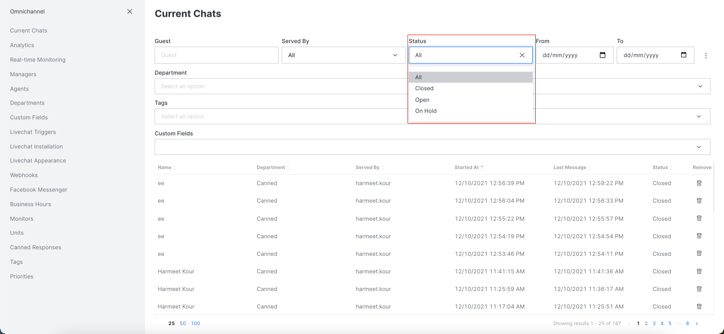 Omnichannel
Current Chats
Analytics
Real-time Monitoring
Managers
Agents
Departments
Custom Fields
Livechat Triggers
Livechat Installation
Livechat Appearance
Webhooks
Facebook Messenger
Business Hours
Monitors
Units
Canned Responses
Tags
Priorities
Current Chats
Guest Served By Status From To
Guest All All dd/mm/yyyy dd/mm/yyyy
All
Closed
Open
On Hold
Department
Select an option
Tags
Select an option
Custom Fields
Name Department Served By Started At Last Message Status Remove
ee Canned harmeet.kour 12/10/2021 12:56:39 PM 12/10/2021 12:59:22 PM Closed
ee Canned harmeet.kour 12/10/2021 12:56:04 PM 12/10/2021 12:56:33 PM Closed
ee Canned harmeet.kour 12/10/2021 12:55:22 PM 12/10/2021 12:55:57 PM Closed
ee Canned harmeet.kour 12/10/2021 12:54:19 PM 12/10/2021 12:54:54 PM Closed
ee Canned harmeet.kour 12/10/2021 12:53:46 PM 12/10/2021 12:54:11 PM Closed
Harmeet Kour Canned harmeet.kour 12/10/2021 11:41:15 AM 12/10/2021 11:41:36 AM Closed
Harmeet Kour Canned harmeet.kour 12/10/2021 11:25:59 AM 12/10/2021 11:36:17 AM Closed
Harmeet Kour Canned harmeet.kour 12/10/2021 11:17:04 AM 12/10/2021 11:25:51 AM Closed
25 50 100 Showing results 1 - 25 of 187 1 2 3 4 5 ··· 8